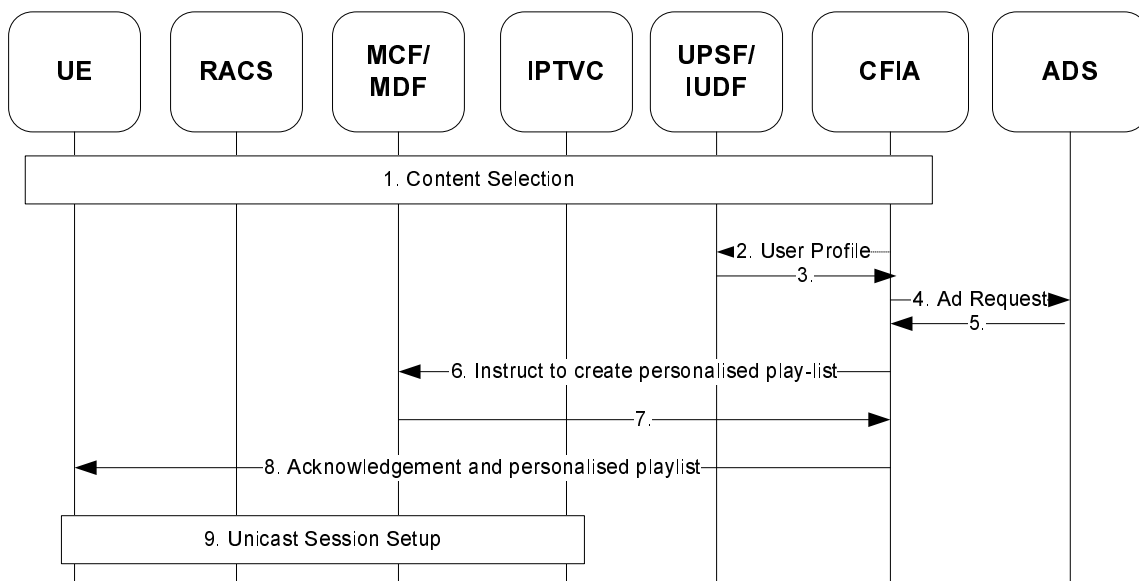 UE
RACS
MCF/
MDF
IPTVC
UPSF/
IUDF
CFIA
ADS
1. Content Selection
2. User Profile
3.
4. Ad Request
5.
6. Instruct to create personalised play-list
7.
8. Acknowledgement and personalised playlist
9. Unicast Session Setup